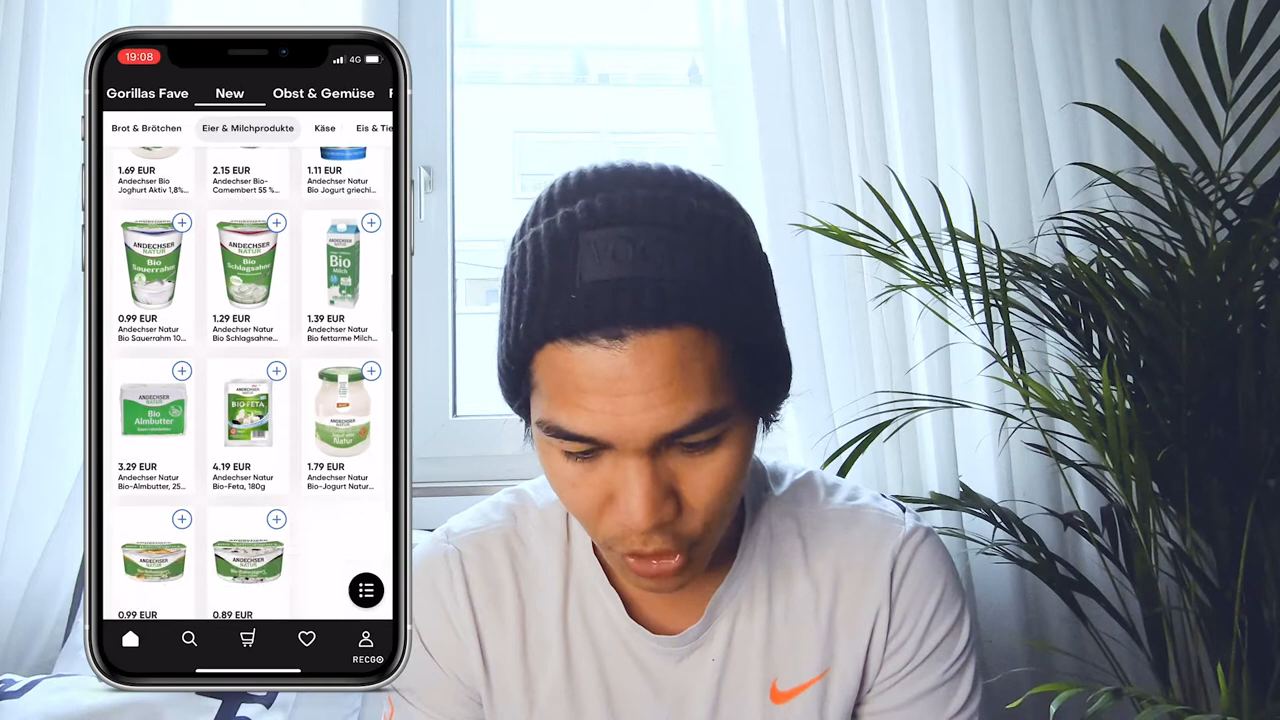 19:08
4G
Gorillas Fave New Obst & Gemüse
Brot & Brötchen Eier & Milchprodukte Käse Eis & Tie
1.69 EUR
Andechser Bio
Joghurt Aktiv 1,8%...
2.15 EUR
Andechser Bio-
Camembert 55 %...
1.11 EUR
Andechser Natur
Bio Jogurt griechi...
ANDECHSER
NATUR
Bio
Sauerrahm
0.99 EUR
Andechser Natur
Bio Sauerrahm 10...
ANDECHSER
NATUR
Bio
Schlagsahne
1.29 EUR
Andechser Natur
Bio Schlagsahne...
Bio
Milch
1.39 EUR
Andechser Natur
Bio fettarme Milch...
ANDECHSER
NATUR
Bio
Almbutter
3.29 EUR
Andechser Natur
Bio-Almbutter, 25...
ANDECHSER
NATUR
BIO-FETA
4.19 EUR
Andechser Natur
Bio-Feta, 180g
ANDECHSER
NATUR
Natur
1.79 EUR
Andechser Natur
Bio-Jogurt Natur...
ANDECHSER
NATUR
0.99 EUR
ANDECHSER
NATUR
0.89 EUR
RECGO